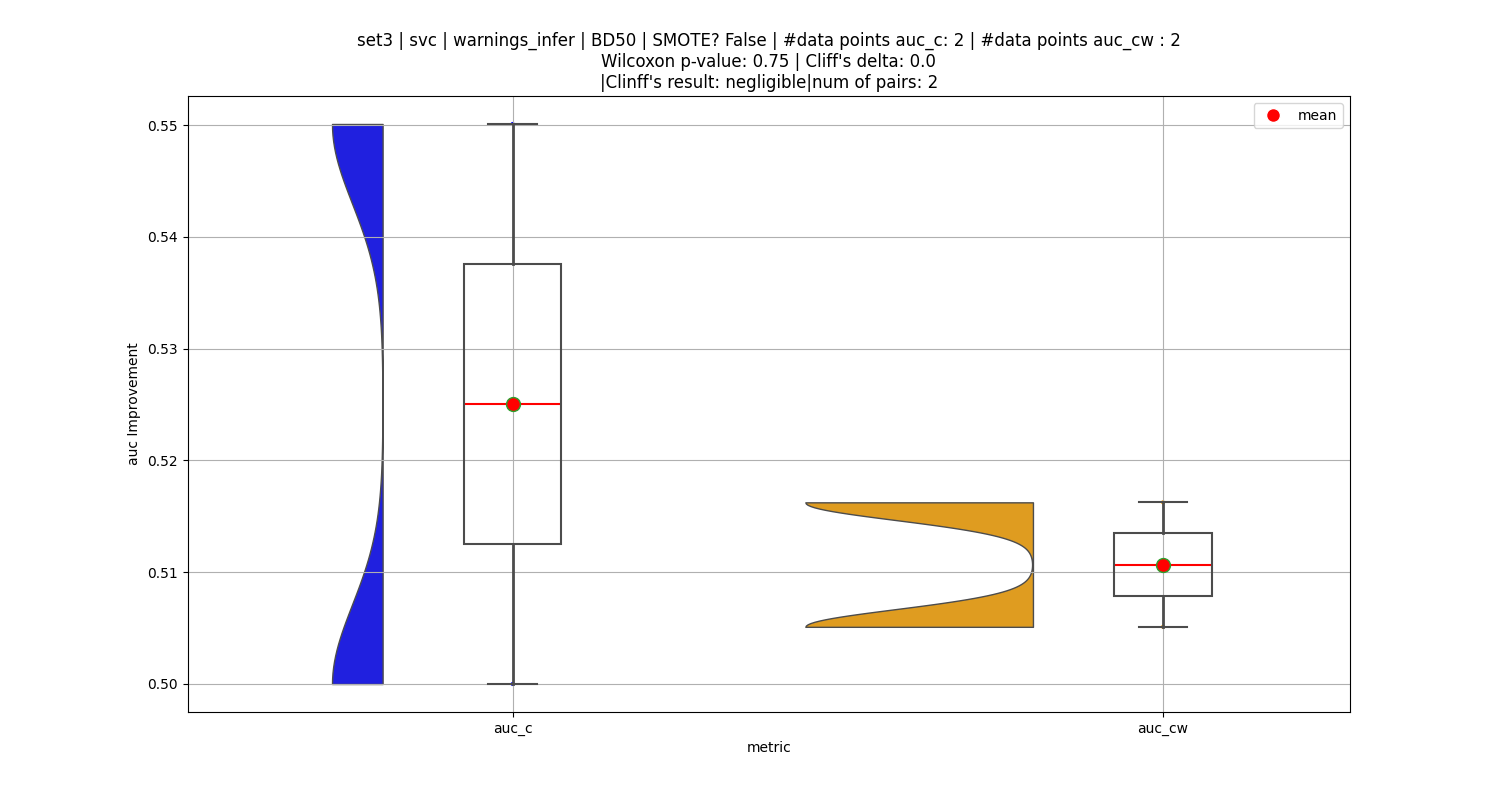 set3 | svc | warnings_infer | BD50 | SMOTE? False | #data points auc_c: 2 | #data points auc_cw : 2
Wilcoxon p-value: 0.75 | Cliff's delta: 0.0
|Clinff's result: negligible|num of pairs: 2
mean
0.55
0.54
0.53
0.52
0.51
0.50
auc Improvement
auc_c
auc_cw
metric